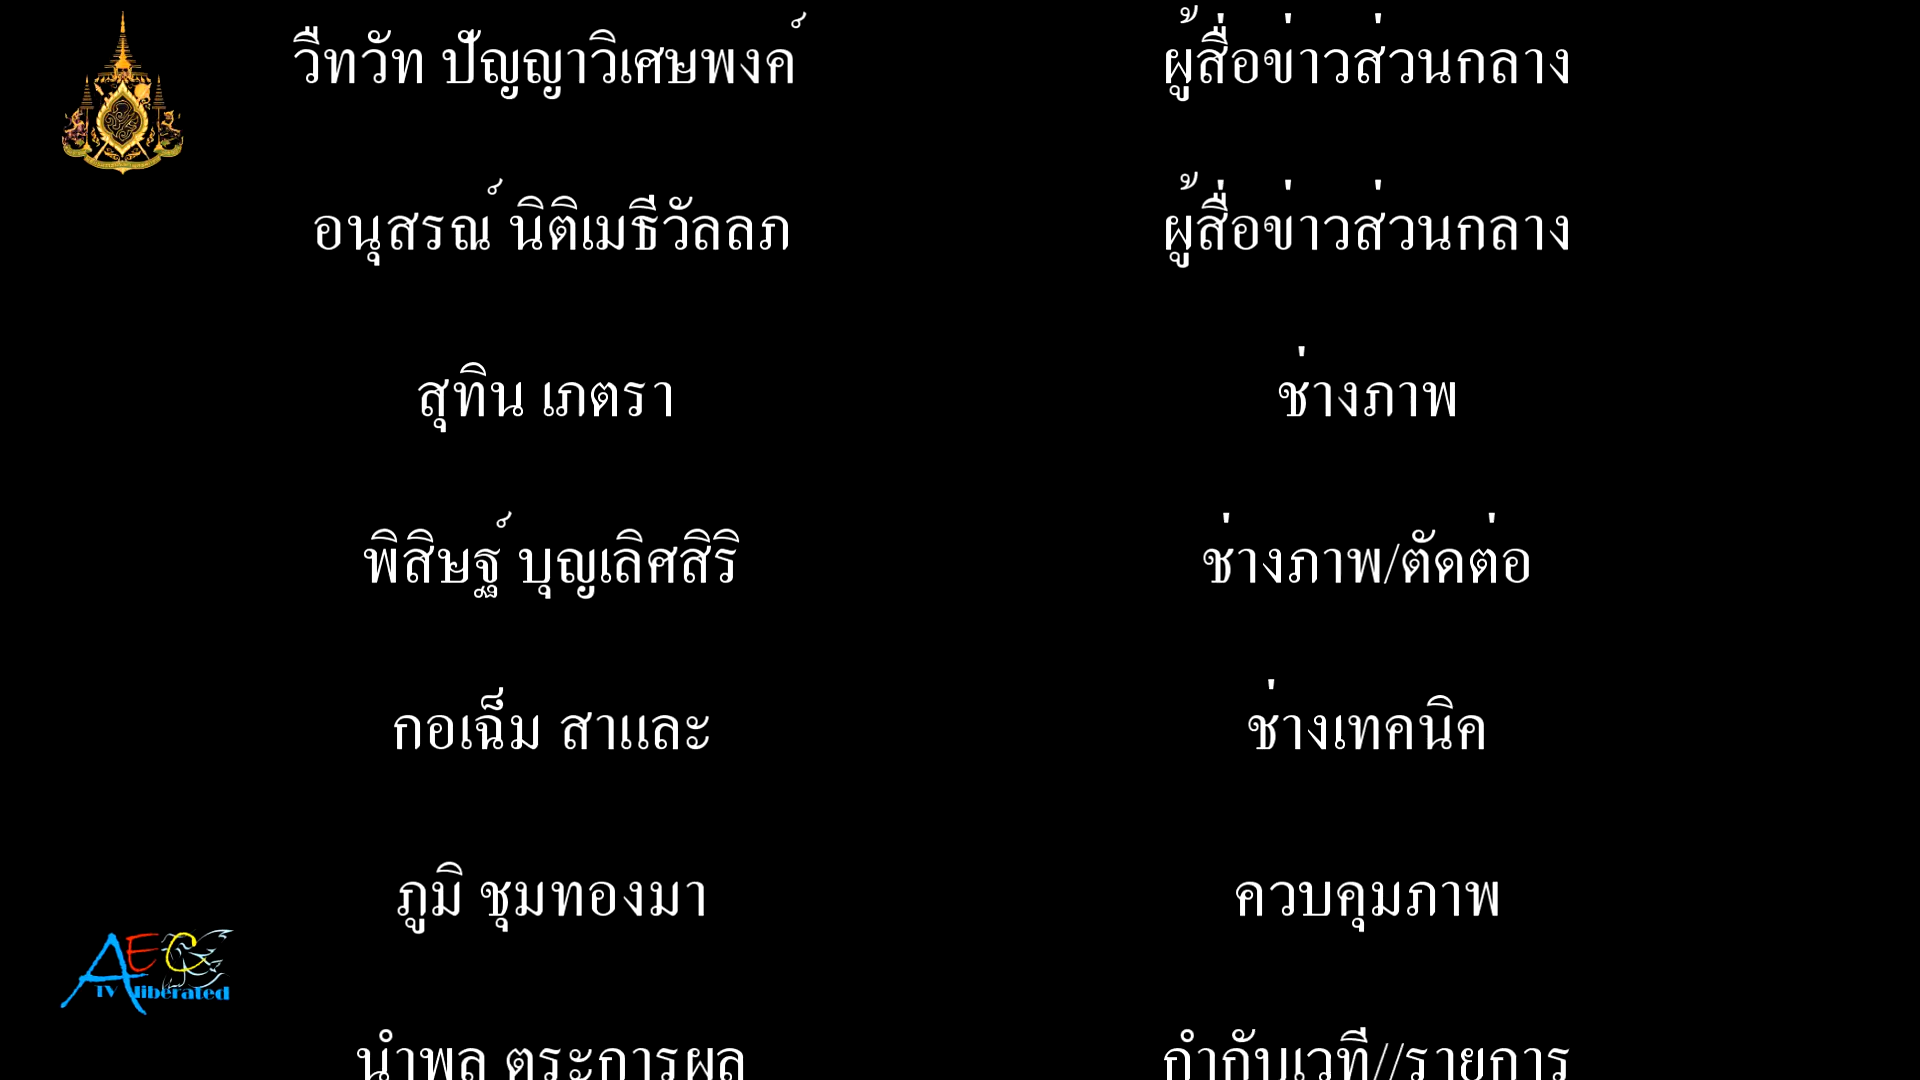 วืทวัท ปัญญาวิเศษพงค์ ผู้สื่อข่าวส่วนกลาง
อนุสรณ์ นิติเมธีวัลลภ ผู้สื่อข่าวส่วนกลาง
สุทิน เภตรา ช่างภาพ
พิสิษฐ์ บุญเลิศสิริ ช่างภาพ/ตัดต่อ
กอเฉ็ม สาและ ช่างเทคนิค
ภูมิ ชุมทองมา ควบคุมภาพ
AEC
TV liberated
นำพล ตระการผล กำกับเวที//รายการ